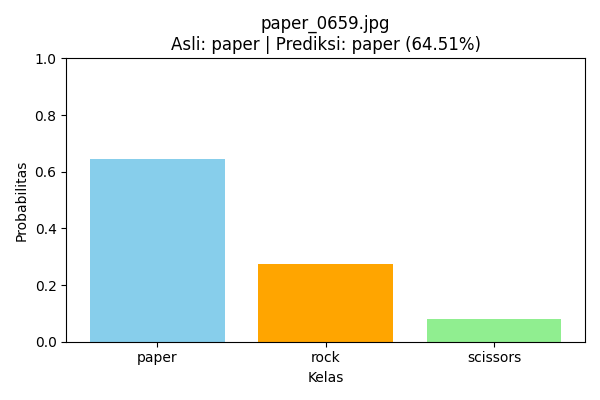 paper_0659.jpg
Asli: paper | Prediksi: paper (64.51%)
1.0
0.8
0.6
0.4
0.2
0.0
Probabilitas
paper
rock
scissors
Kelas